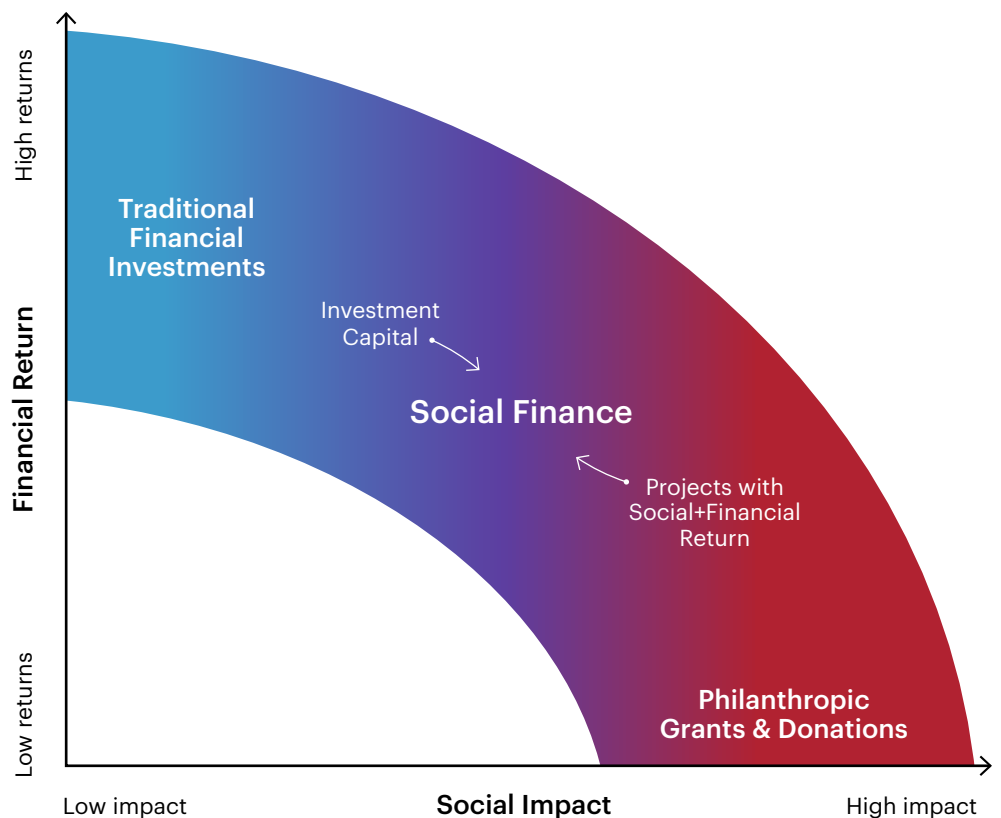 High returns
Financial Return
Low returns
Traditional
Financial
Investments
Investment
Capital
Social Finance
Projects with
Social+Financial
Return
Philanthropic
Grants & Donations
Low impact
Social Impact
High impact